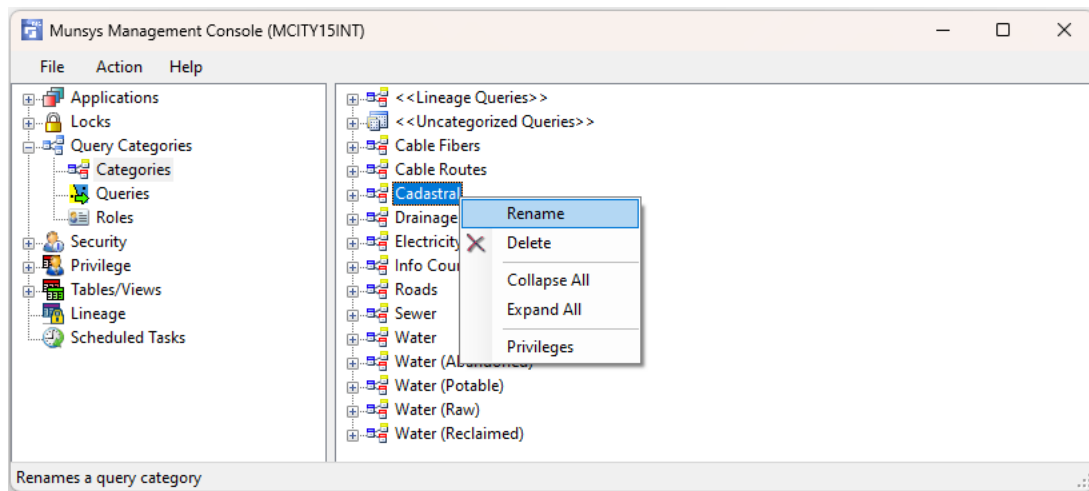 Munsys Management Console (MCITY15INT)
File Action Help
Applications
Locks
Query Categories
Categories
Queries
Roles
Security
Privilege
Tables/Views
Lineage
Scheduled Tasks
<<Lineage Queries>>
<<Uncategorized Queries>>
Cable Fibers
Cable Routes
Cadastral
Drainage
Electricity
Info Cou
Roads
Sewer
Water
Water (Abandoned)
Water (Potable)
Water (Raw)
Water (Reclaimed)
Rename
Delete
Collapse All
Expand All
Privileges
Renames a query category